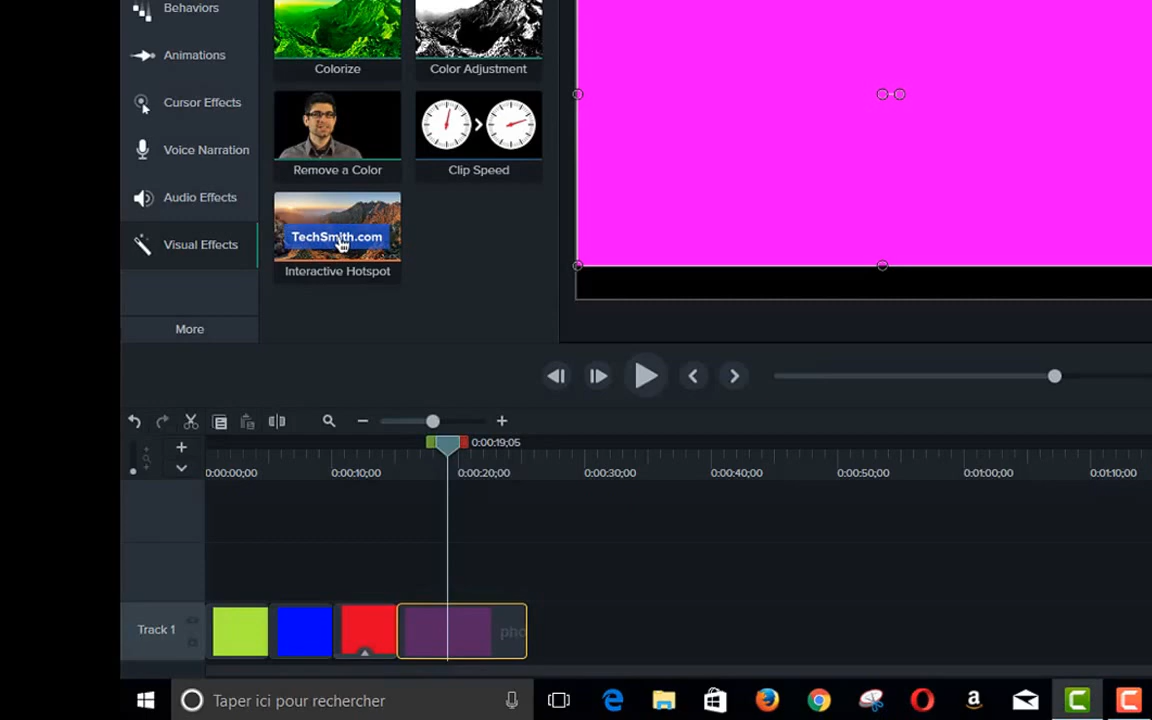 Behaviors
Animations
Colorize
Color Adjustment
Cursor Effects
Voice Narration
Remove a Color
Clip Speed
Audio Effects
TechSmith.com
Visual Effects
Interactive Hotspot
More
0:00:19;05
0:00:00;00
0:00:10;00
0:00:20;00
0:00:30;00
0:00:40;00
0:00:50;00
0:01:00;00
0:01:10;00
Track 1
pho
Taper ici pour rechercher